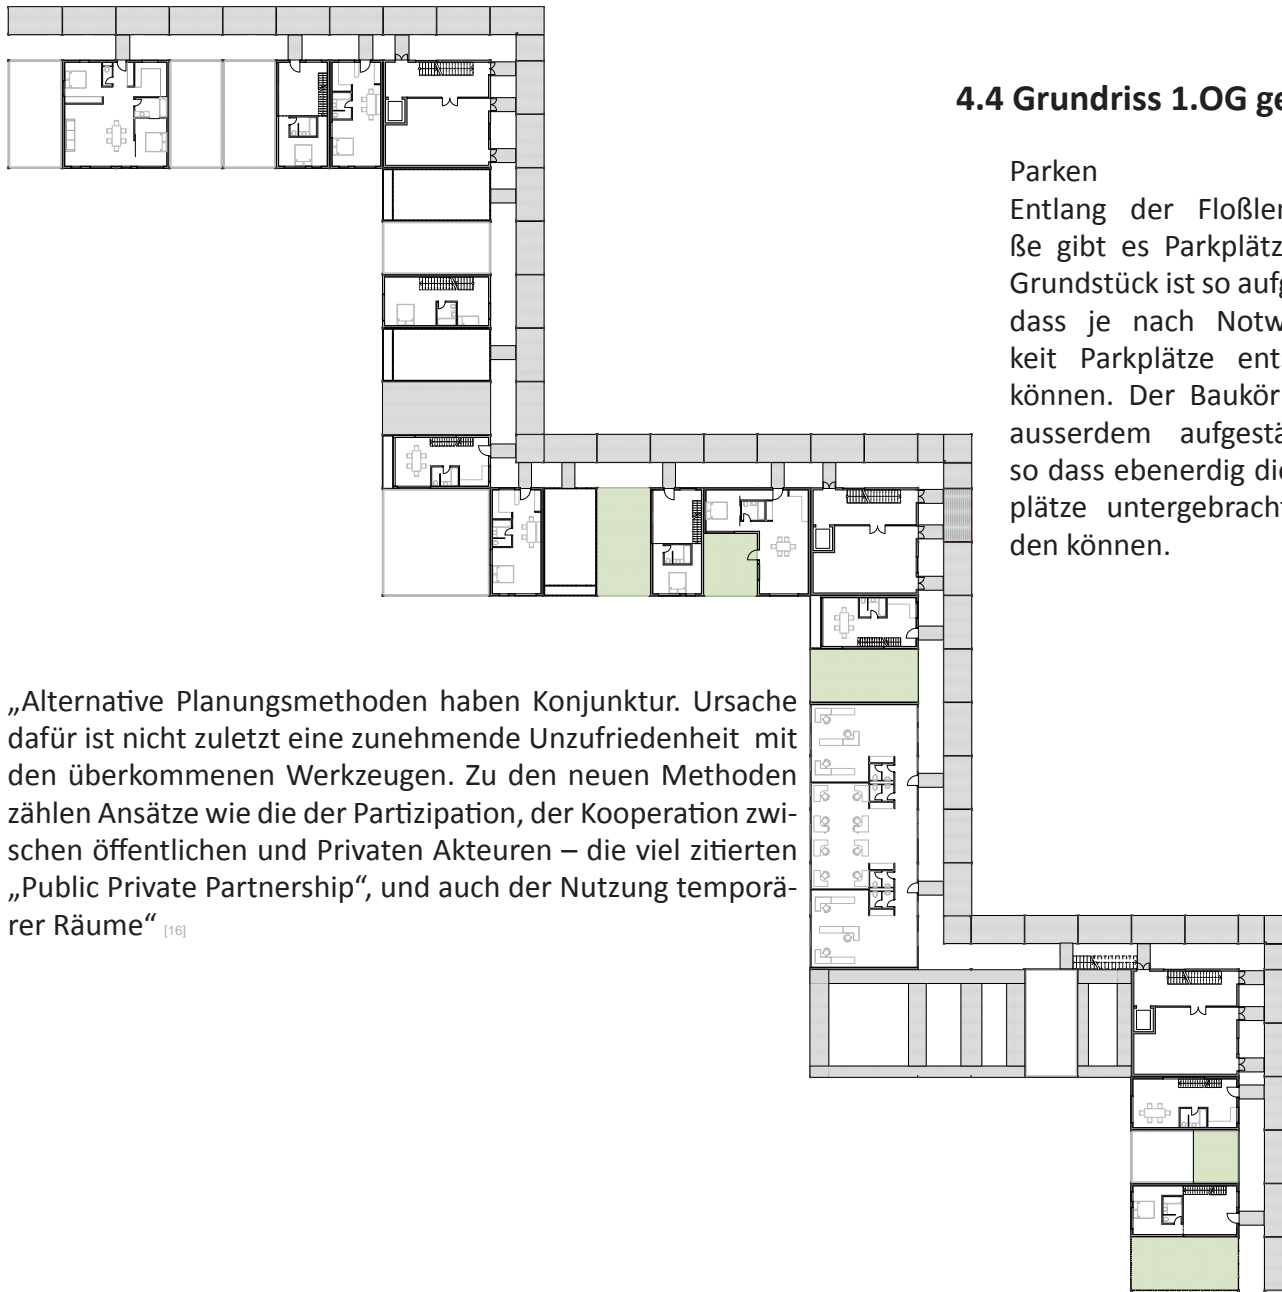 4.4 Grundriss 1.OG ge
Parken
Entlang der Floßler
ße gibt es Parkplätz
Grundstück ist so aufg
dass je nach Notw
keit Parkplätze ent
können. Der Baukör
ausserdem aufgestä
so dass ebenerdig die
plätze untergebracht
den können.
„Alternative Planungsmethoden haben Konjunktur. Ursache
dafür ist nicht zuletzt eine zunehmende Unzufriedenheit mit
den überkommenen Werkzeugen. Zu den neuen Methoden
zählen Ansätze wie die der Partizipation, der Kooperation zwi-
schen öffentlichen und Privaten Akteuren – die viel zitierten
„Public Private Partnership“, und auch der Nutzung temporä-
rer Räume“ [16]